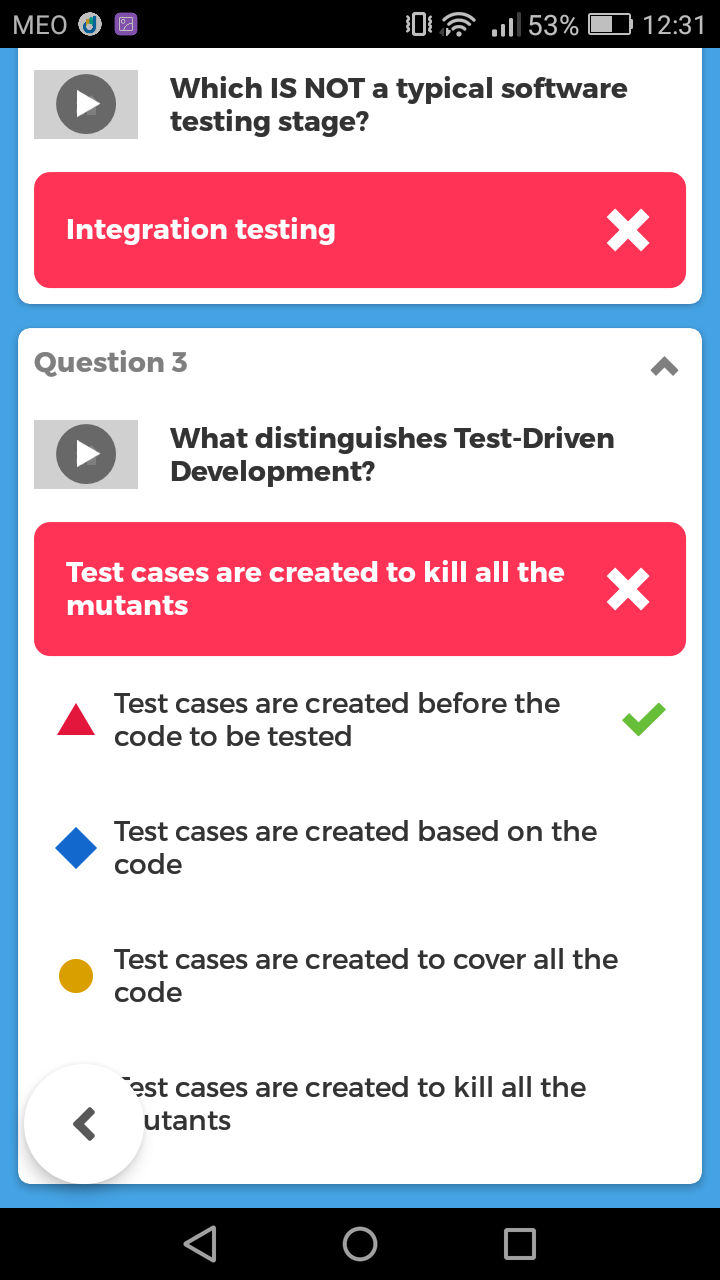 MEO 53% 12:31
Which IS NOT a typical software
testing stage?
Integration testing
Question 3
What distinguishes Test-Driven
Development?
Test cases are created to kill all the
mutants
Test cases are created before the
code to be tested
Test cases are created based on the
code
Test cases are created to cover all the
code
est cases are created to kill all the
utants